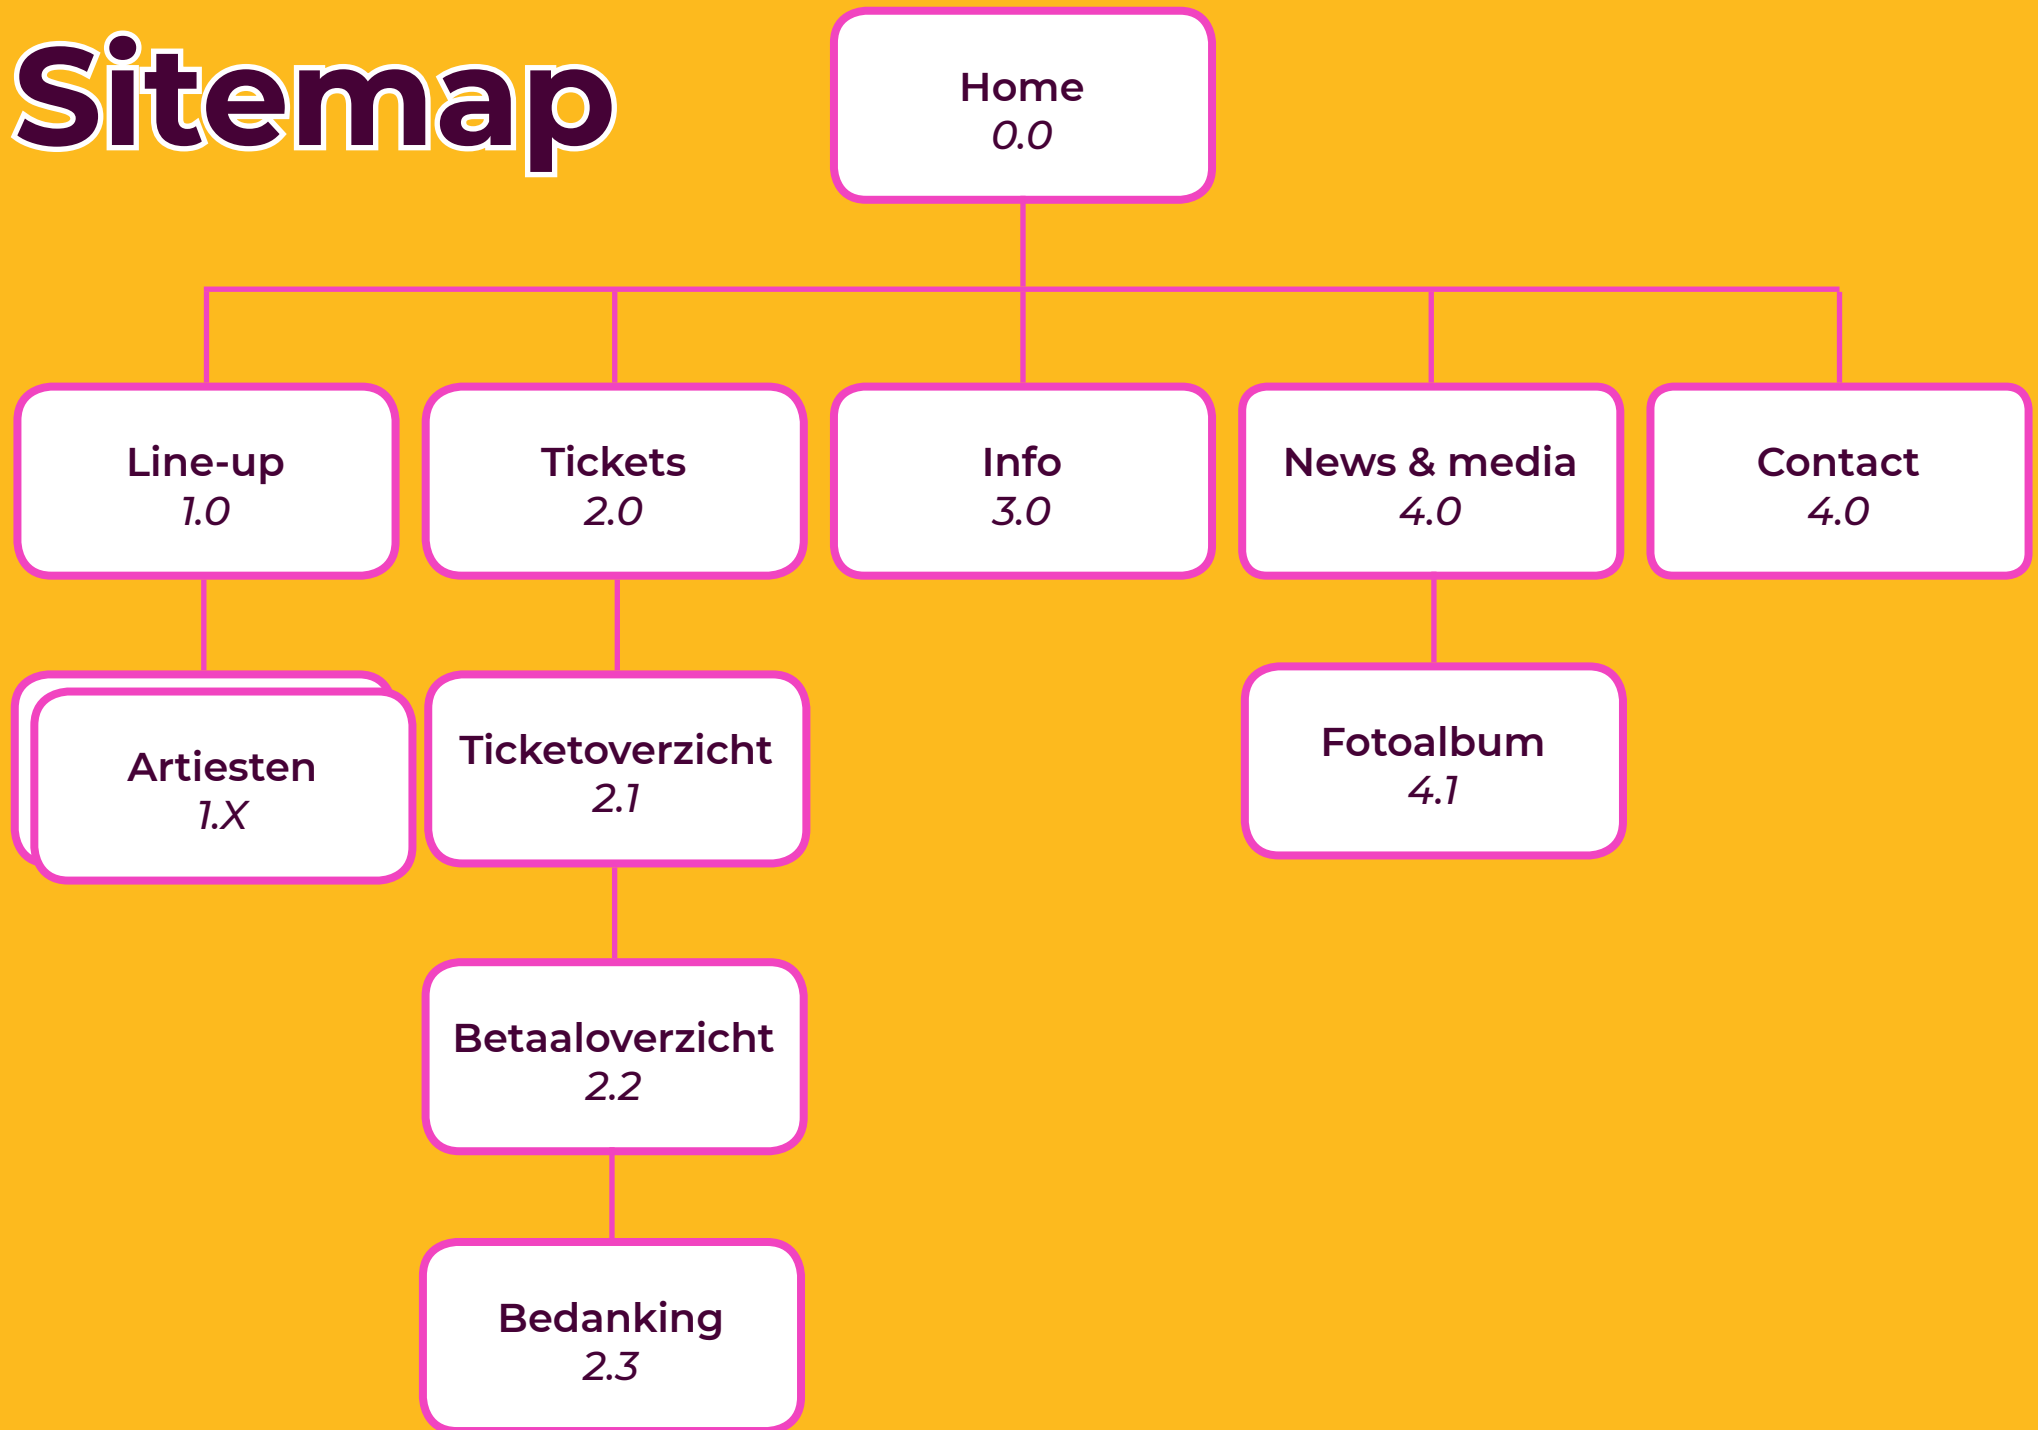 Sitemap
Home
0.0
Line-up
1.0
Tickets
2.0
Info
3.0
News & media
4.0
Contact
4.0
Artiesten
1.X
Ticketoverzicht
2.1
Fotoalbum
4.1
Betaaloverzicht
2.2
Bedanking
2.3